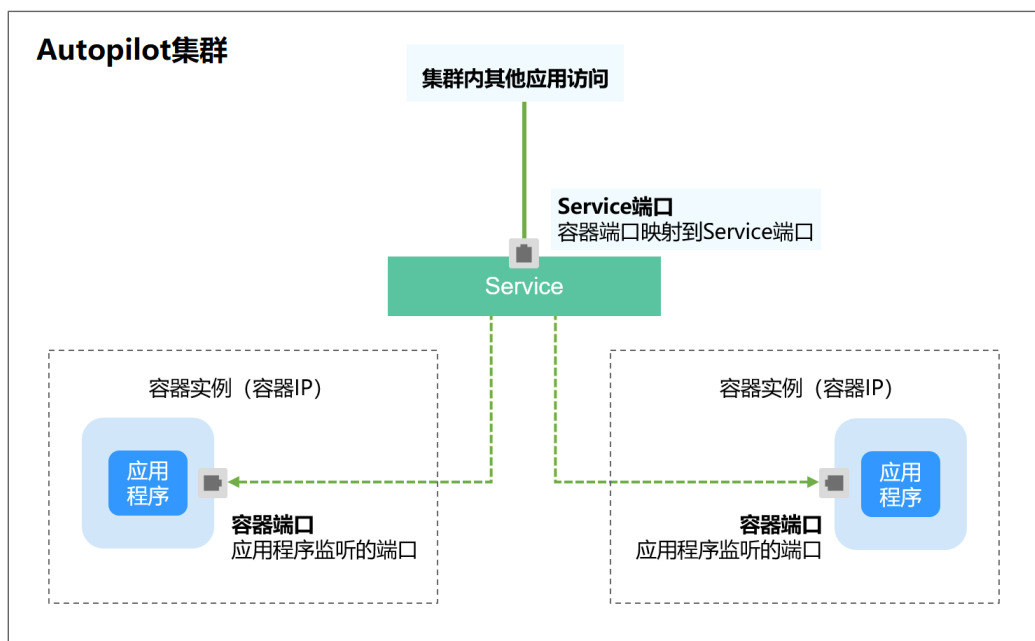 Autopilot集群
集群内其他应用访问
Service端口
容器端口映射到Service端口
Service
容器实例（容器IP）
应用
程序
容器端口
应用程序监听的端口
容器实例（容器IP）
应用
程序
容器端口
应用程序监听的端口